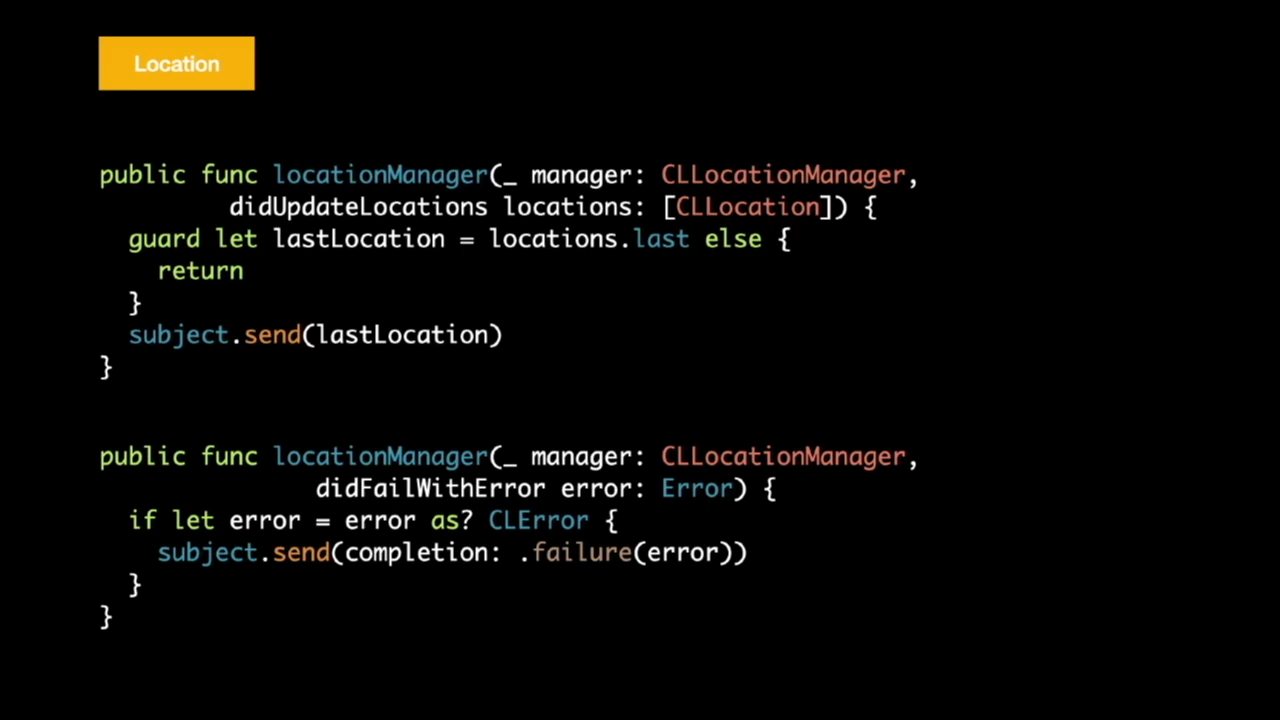 Location
public func locationManager(_ manager: CLLocationManager,
didUpdateLocations locations: [CLLocation]) {
guard let lastLocation = locations.last else {
return
}
subject.send(lastLocation)
}
public func locationManager(_ manager: CLLocationManager,
didFailWithError error: Error) {
if let error = error as? CLError {
subject.send(completion: .failure(error))
}
}